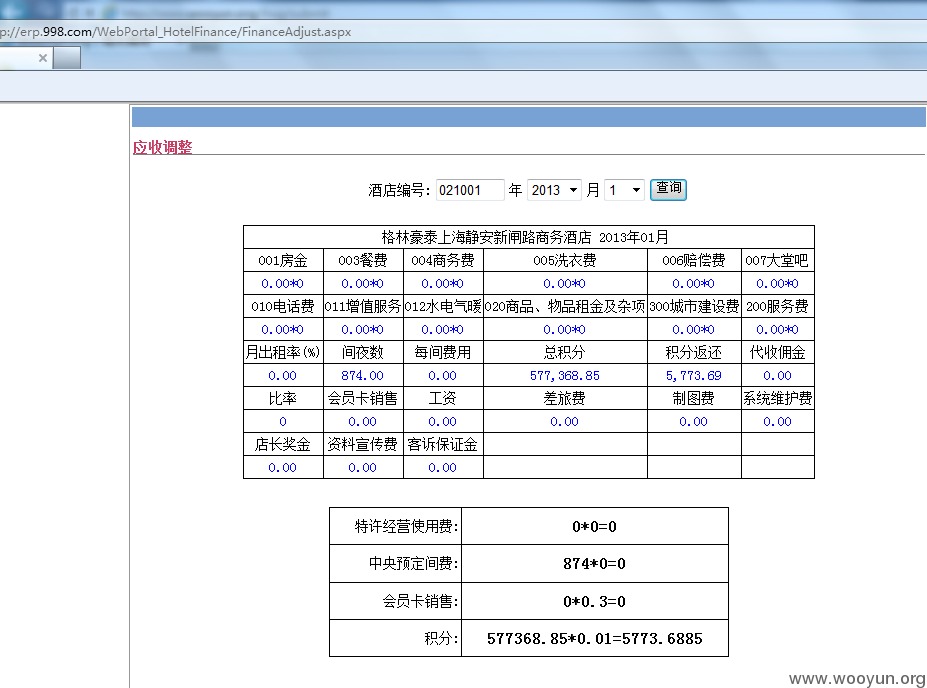 p://erp.998.com/WebPortal_HotelFinance/FinanceAdjust.aspx
应收调整
酒店编号: 021001 年 2013 月 1 查询
格林豪泰上海静安新闸路商务酒店 2013年01月
001房金 003餐费 004商务费 005洗衣费 006赔偿费 007大堂吧
0.00*0 0.00*0 0.00*0 0.00*0 0.00*0 0.00*0
010电话费 011增值服务 012水电气暖 020商品、物品租金及杂项 300城市建设费 200服务费
0.00*0 0.00*0 0.00*0 0.00*0 0.00*0 0.00*0
月出租率(%) 间夜数 每间费用 总积分 积分返还 代收佣金
0.00 874.00 0.00 577,368.85 5,773.69 0.00
比率 会员卡销售 工资 差旅费 制图费 系统维护费
0 0.00 0.00 0.00 0.00 0.00
店长奖金 资料宣传费 客诉保证金
0.00 0.00 0.00
特许经营使用费: 0*0=0
中央预定间费: 874*0=0
会员卡销售: 0*0.3=0
积分: 577368.85*0.01=5773.6885
www.wooyun.org